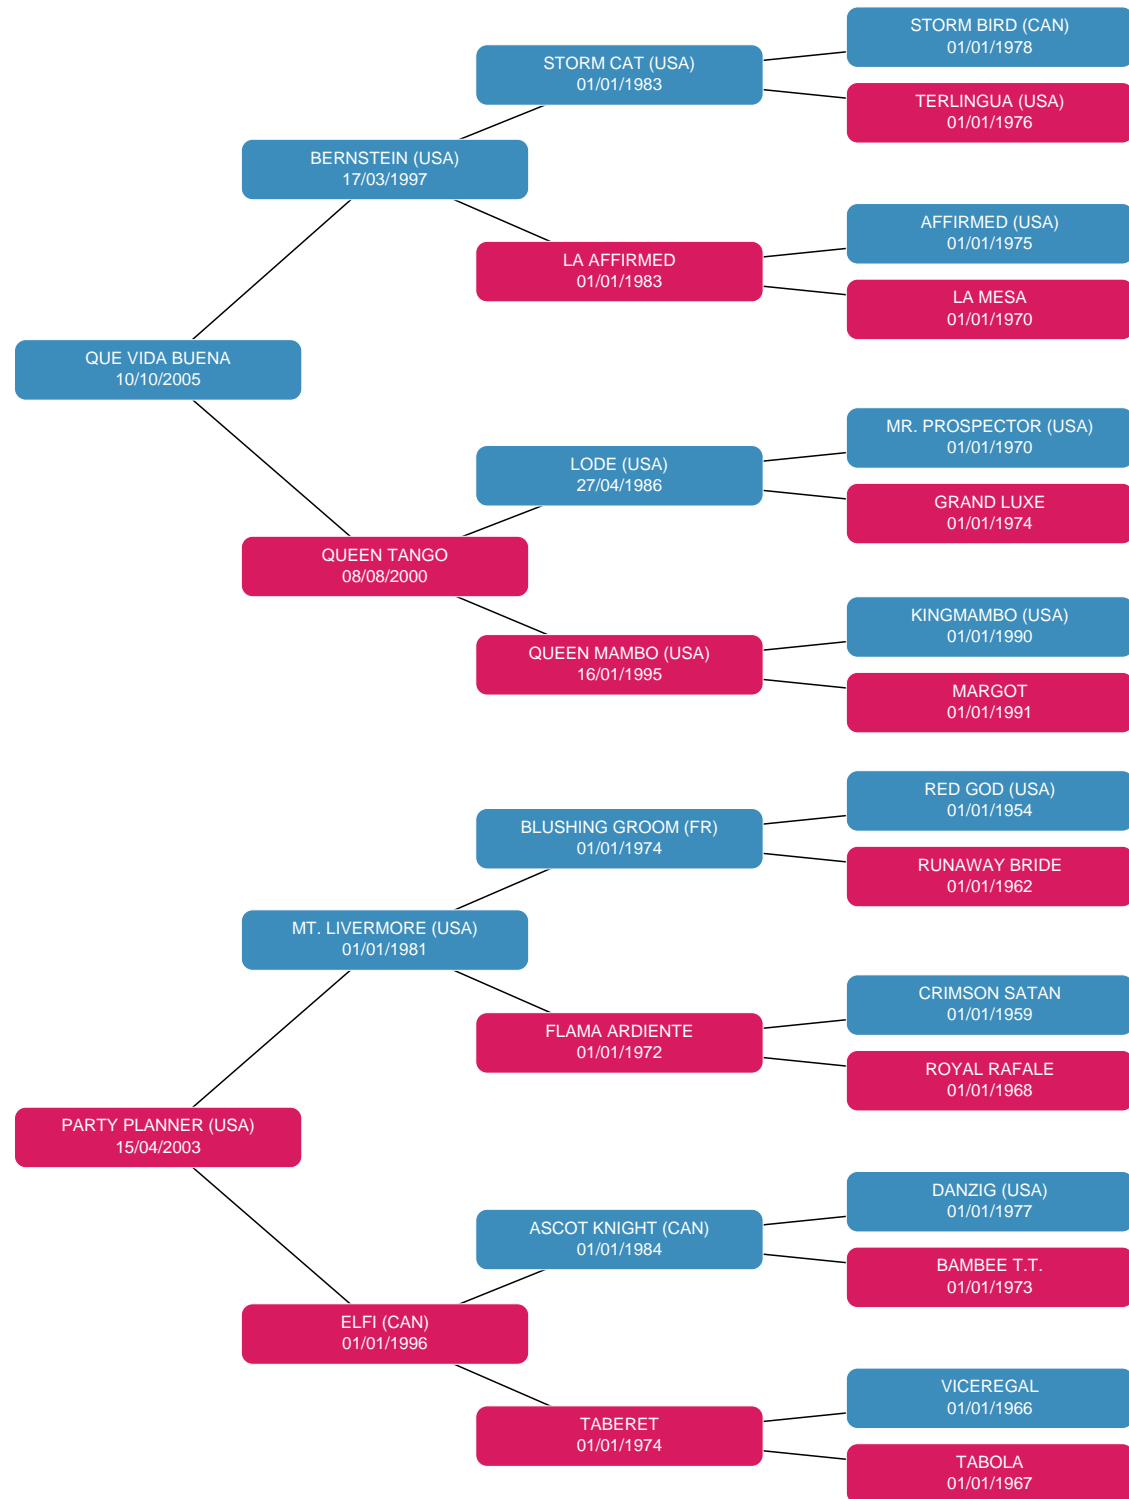 STORM BIRD (CAN)
01/01/1978
STORM CAT (USA)
01/01/1983
TERLINGUA (USA)
01/01/1976
BERNSTEIN (USA)
17/03/1997
AFFIRMED (USA)
01/01/1975
LA AFFIRMED
01/01/1983
LA MESA
01/01/1970
QUE VIDA BUENA
10/10/2005
MR. PROSPECTOR (USA)
01/01/1970
LODE (USA)
27/04/1986
GRAND LUXE
01/01/1974
QUEEN TANGO
08/08/2000
KINGMAMBO (USA)
01/01/1990
QUEEN MAMBO (USA)
16/01/1995
MARGOT
01/01/1991
RED GOD (USA)
01/01/1954
BLUSHING GROOM (FR)
01/01/1974
RUNAWAY BRIDE
01/01/1962
MT. LIVERMORE (USA)
01/01/1981
CRIMSON SATAN
01/01/1959
FLAMA ARDIENTE
01/01/1972
ROYAL RAFALE
01/01/1968
PARTY PLANNER (USA)
15/04/2003
DANZIG (USA)
01/01/1977
ASCOT KNIGHT (CAN)
01/01/1984
BAMBEE T.T.
01/01/1973
ELFI (CAN)
01/01/1996
VICEREGAL
01/01/1966
TABERET
01/01/1974
TABOLA
01/01/1967